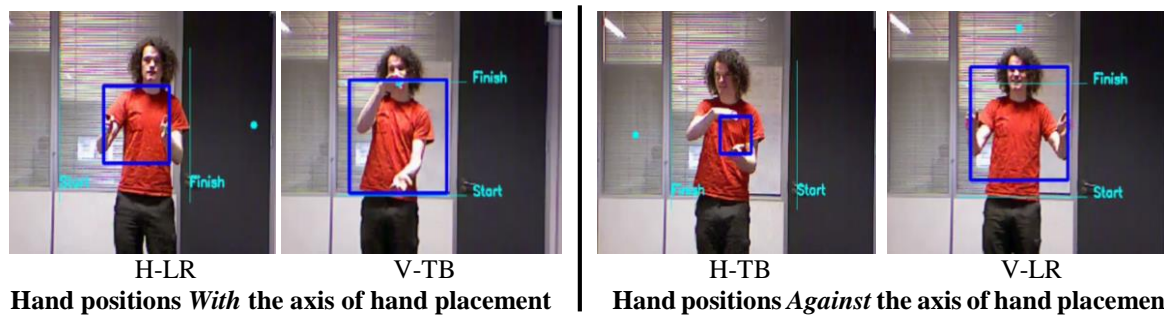 Start Finish
Finish
Start
Finish Start
Finish
Start
H-LR V-TB H-TB V-LR
Hand positions With the axis of hand placement
Hand positions Against the axis of hand placemen